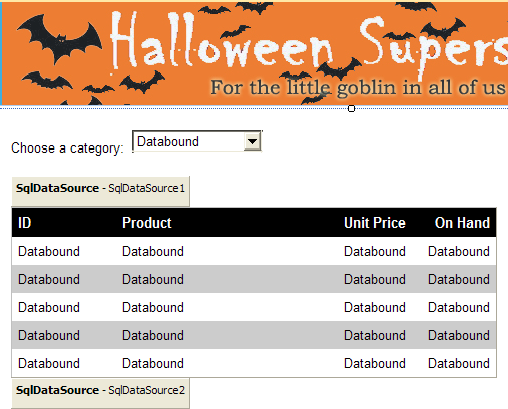 Halloween Supers
For the little goblin in all of us
Choose a category: Databound
SqlDataSource - SqlDataSource1
ID Product Unit Price On Hand
Databound Databound Databound Databound
Databound Databound Databound Databound
Databound Databound Databound Databound
Databound Databound Databound Databound
Databound Databound Databound Databound
SqlDataSource - SqlDataSource2